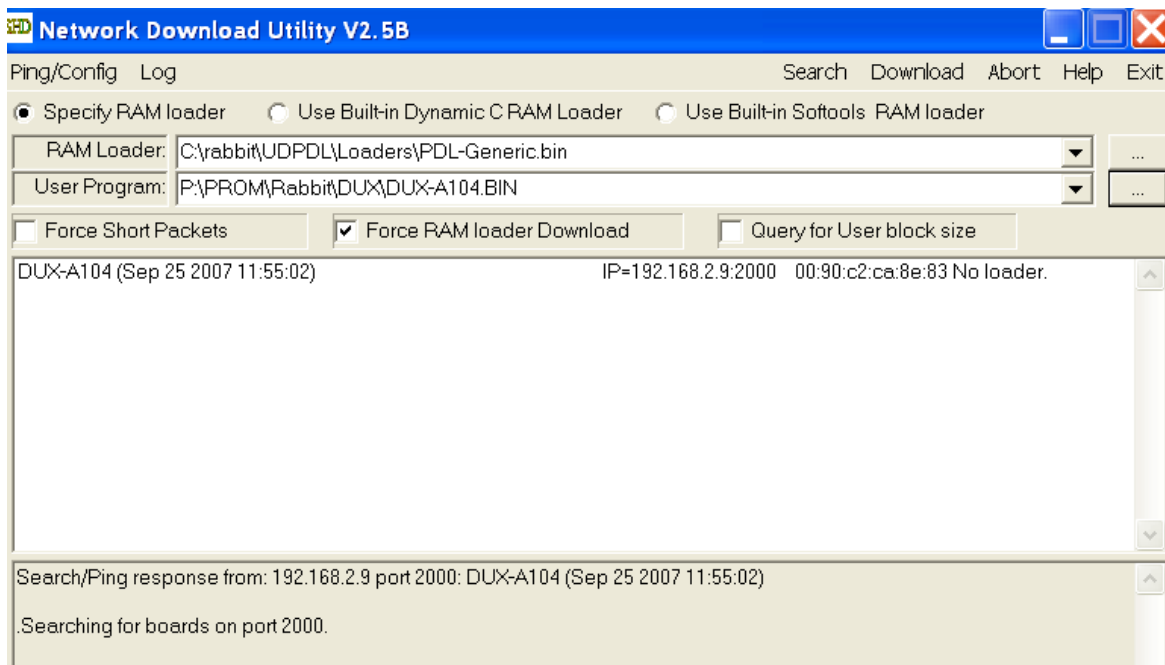 SHD Network Download Utility V2.5B
Ping/Config Log Search Download Abort Help Exit
Specify RAM loader Use Built-in Dynamic C RAM Loader Use Built-in Softools RAM loader
RAM Loader: C:\rabbit\UDPDL\Loaders\PDL-Generic.bin ...
User Program: P:\PROM\Rabbit\DUX\DUX-A104.BIN ...
Force Short Packets Force RAM loader Download Query for User block size
DUX-A104 (Sep 25 2007 11:55:02) IP=192.168.2.9:2000 00:90:c2:ca:8e:83 No loader.
Search/Ping response from: 192.168.2.9 port 2000: DUX-A104 (Sep 25 2007 11:55:02)
.Searching for boards on port 2000.